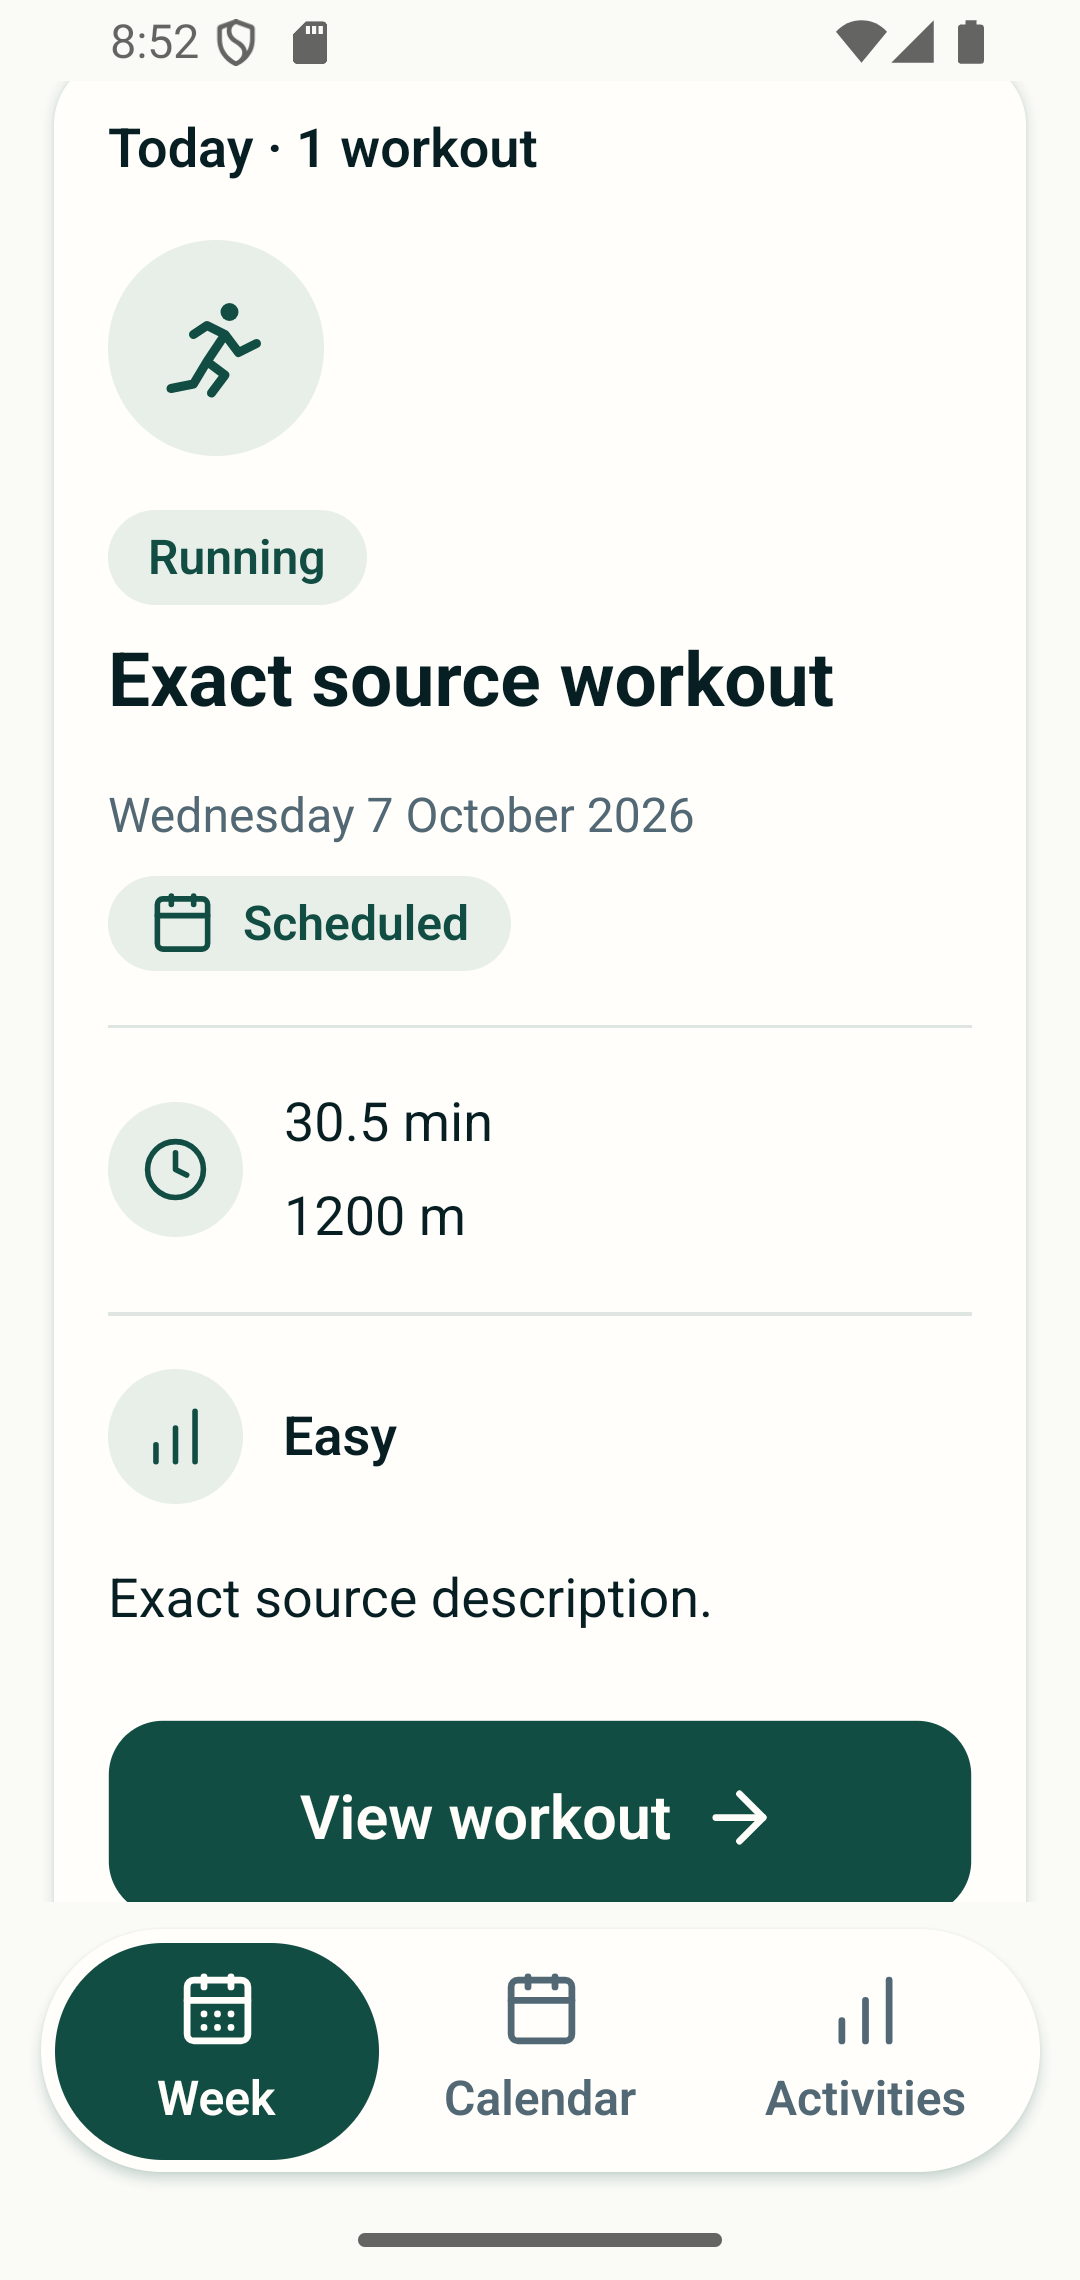 8:52
Today · 1 workout
Running
Exact source workout
Wednesday 7 October 2026
Scheduled
30.5 min
1200 m
Easy
Exact source description.
View workout
Week
Calendar
Activities